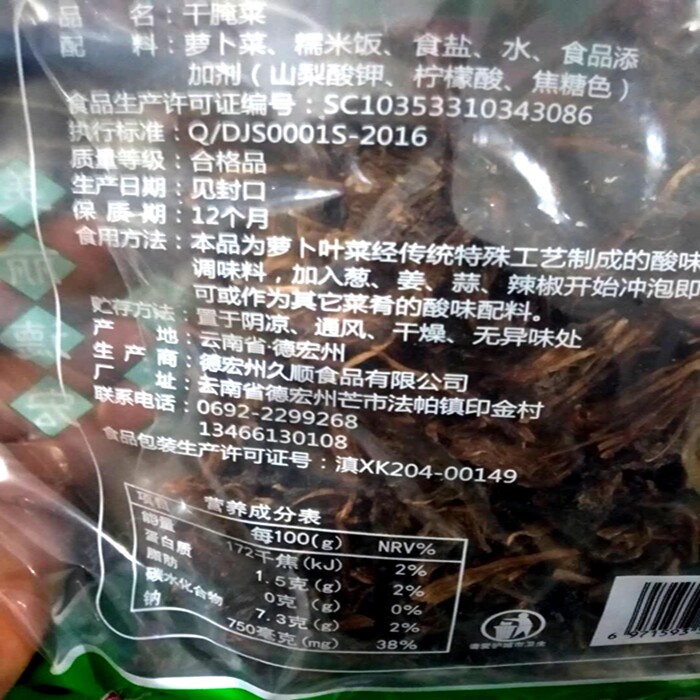 品 名：干腌菜
配 料：萝卜菜、糯米饭、食盐、水、食品添
加剂（山梨酸钾、柠檬酸、焦糖色）
食品生产许可证编号：SC10353310343086
执行标准：Q/DJS0001S-2016
质量等级：合格品
生产日期：见封口
保 质 期：12个月
食用方法：本品为萝卜叶菜经传统特殊工艺制成的酸味
调味料，加入葱、姜、蒜、辣椒开始冲泡即
可或作为其它菜肴的酸味配料。
贮存方法：置于阴凉、通风、干燥、无异味处
产 地：云南省·德宏州
生 产 商：德宏州久顺食品有限公司
厂 址：云南省德宏州芒市法帕镇印金村
联系电话：0692-2299268
13466130108
食品包装生产许可证号：滇XK204-00149
营养成分表
项目 每100(g) NRV%
能量 172千焦(kJ) 2%
蛋白质 1.5克(g) 2%
脂肪 0克(g) 0%
碳水化合物 7.3克(g) 2%
钠 750毫克(mg) 38%